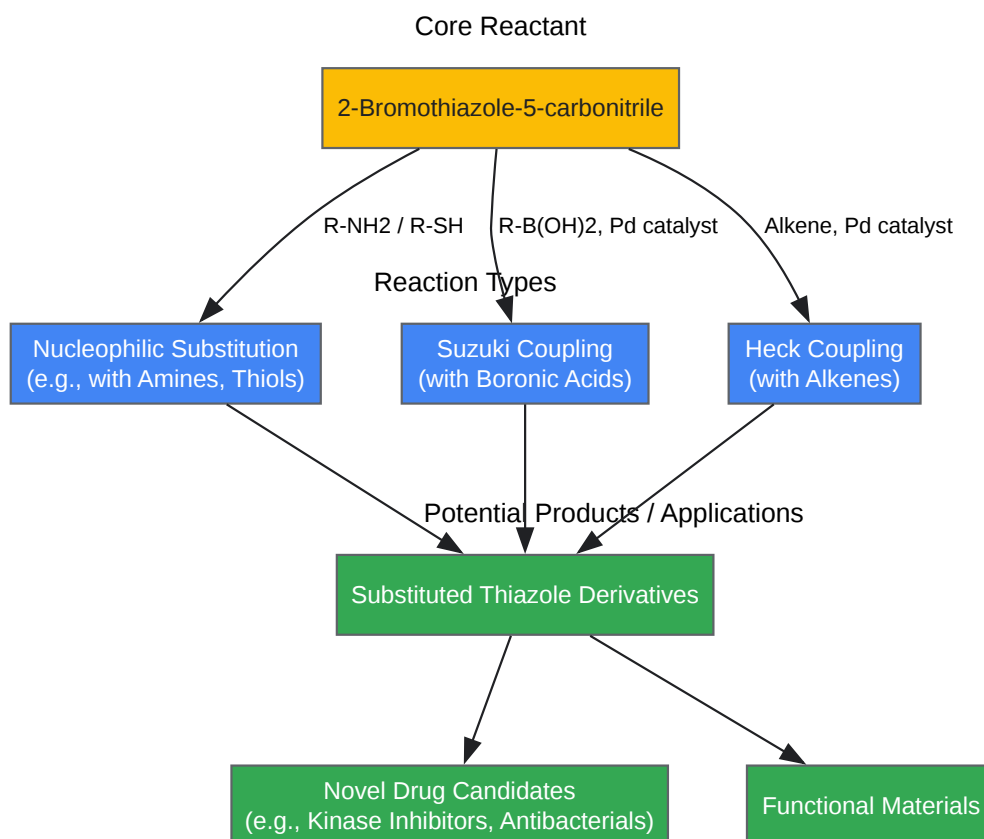 Core Reactant
2-Bromothiazole-5-carbonitrile
R-NH2 / R-SH
R-B(OH)2, Pd catalyst
Alkene, Pd catalyst
Reaction Types
Nucleophilic Substitution
(e.g., with Amines, Thiols)
Suzuki Coupling
(with Boronic Acids)
Heck Coupling
(with Alkenes)
Potential Products / Applications
Substituted Thiazole Derivatives
Novel Drug Candidates
(e.g., Kinase Inhibitors, Antibacterials)
Functional Materials